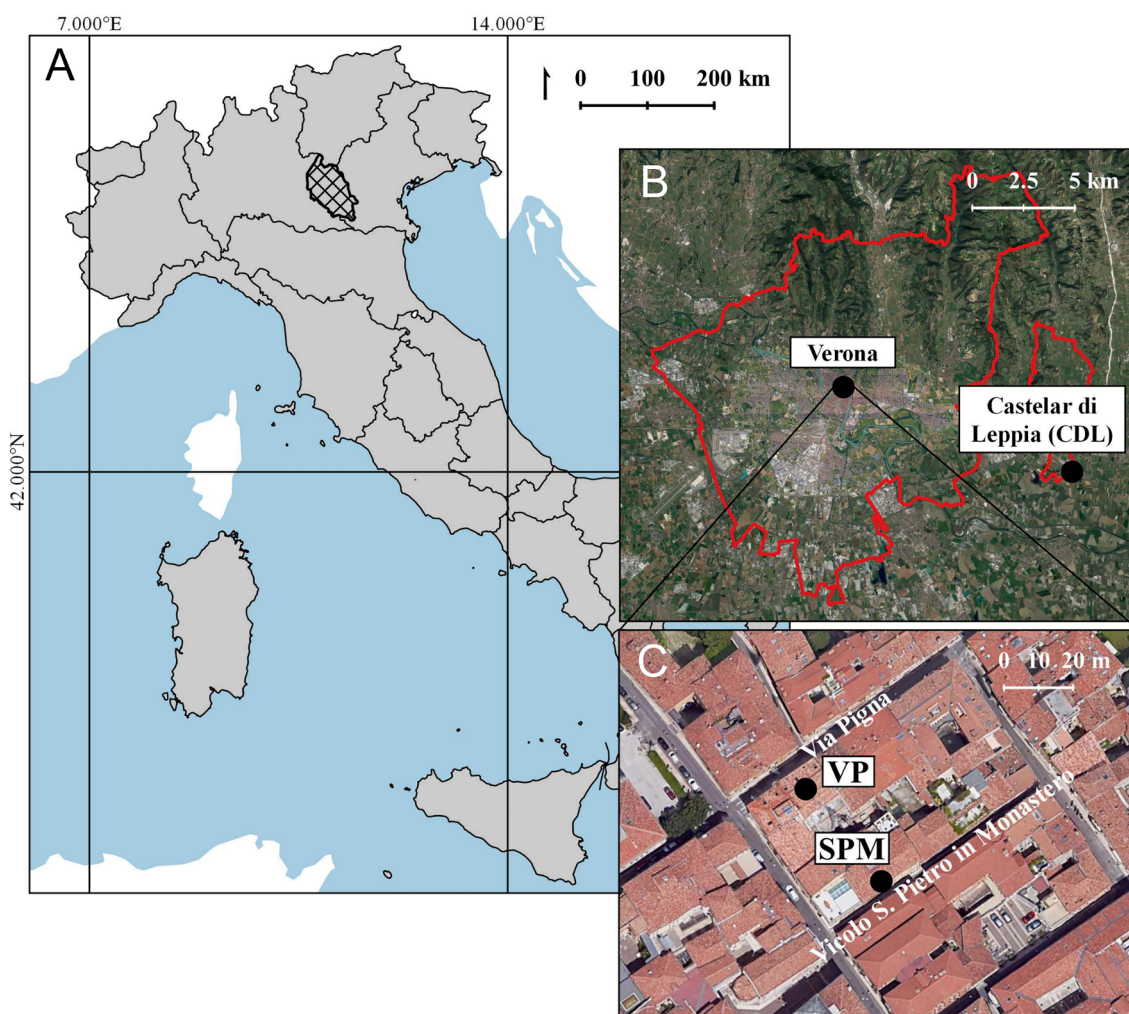 7.000°E 14.000°E
A
0 100 200 km
42.000°N
B
0 2.5 5 km
Verona
Castelar di
Leppia (CDL)
C
0 10 20 m
Via Pigna
VP
SPM
Vicolo S. Pietro in Monastero